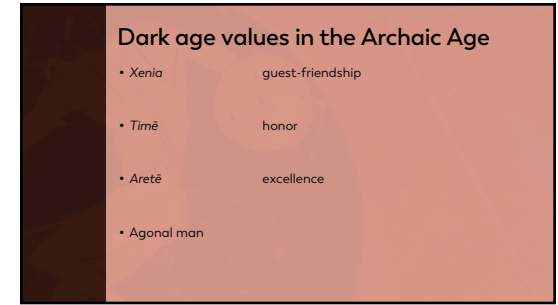 Dark age values in the Archaic Age
• Xenia guest-friendship
• Timē honor
• Aretē excellence
• Agonal man